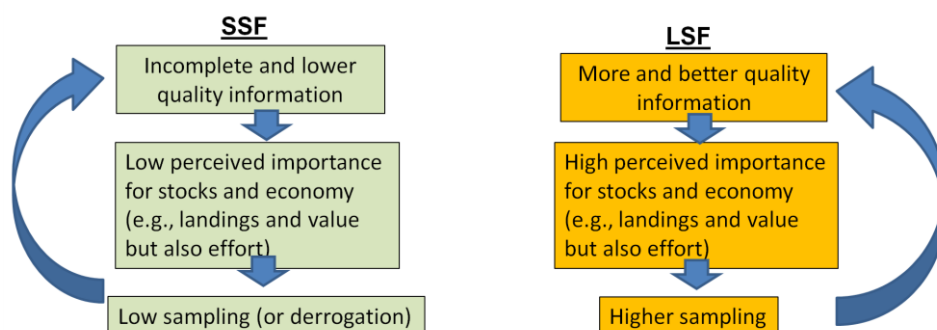 SSF
Incomplete and lower
quality information
Low perceived importance
for stocks and economy
(e.g., landings and value
but also effort)
Low sampling (or derrogation)
LSF
More and better quality
information
High perceived importance
for stocks and economy
(e.g., landings and value
but also effort)
Higher sampling